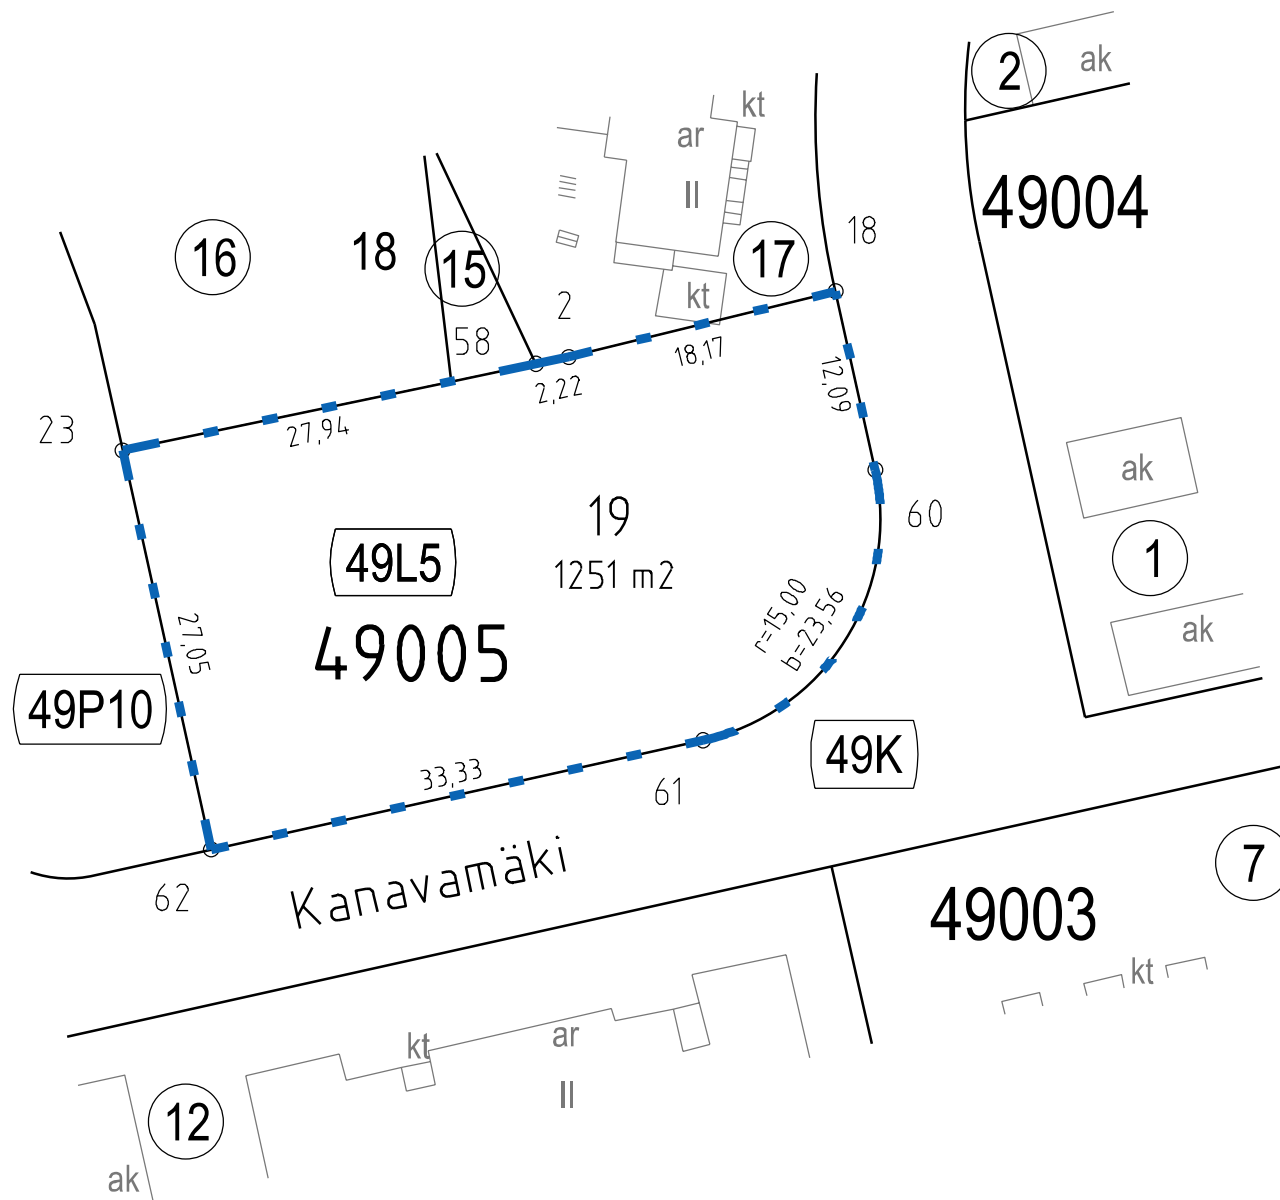 2
ak
kt
ar
II
49004
18
16
18
15
17
2
kt
58
18,17
2,22
12,09
27,94
23
ak
19
60
49L5
1251 m2
1
r=15,00
b=23,56
ak
27,05
49005
49P10
49K
33,33
61
Kanavamäki
62
7
49003
kt
kt
ar
II
12
ak